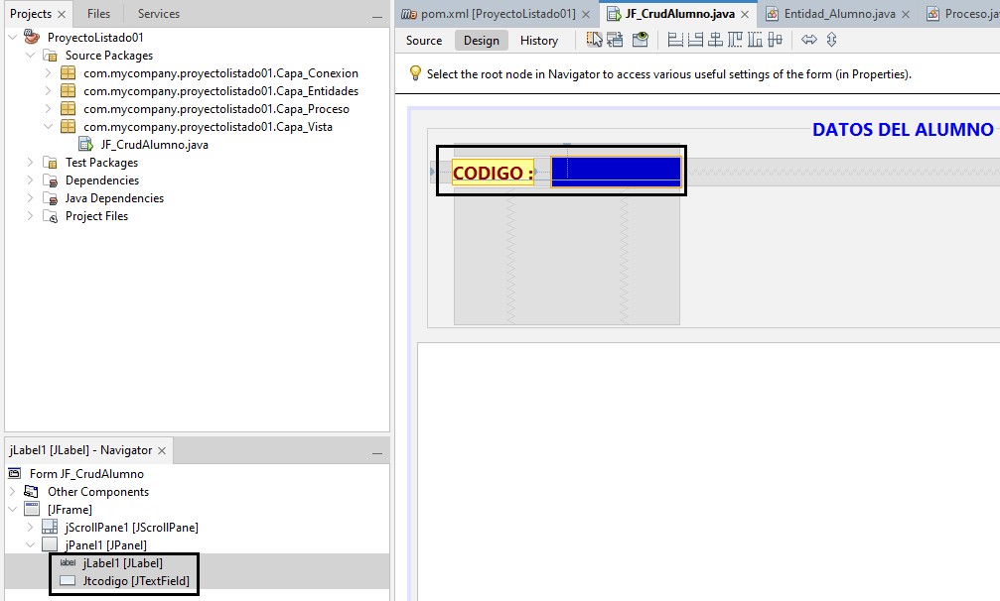 Projects
Files
Services
ProyectoListado01
Source Packages
com.mycompany.proyectolistado01.Capa_Conexion
com.mycompany.proyectolistado01.Capa_Entidades
com.mycompany.proyectolistado01.Capa_Proceso
com.mycompany.proyectolistado01.Capa_Vista
JF_CrudAlumno.java
Test Packages
Dependencies
Java Dependencies
Project Files
jLabel1 [JLabel] - Navigator
Form JF_CrudAlumno
Other Components
[JFrame]
jScrollPane1 [JScrollPane]
jPanel1 [JPanel]
label jLabel1 [JLabel]
Jtcodigo [JTextField]
pom.xml [ProyectoListado01] JF_CrudAlumno.java Entidad_Alumno.java Proceso.ja
Source Design History
Select the root node in Navigator to access various useful settings of the form (in Properties).
DATOS DEL ALUMNO
CODIGO :